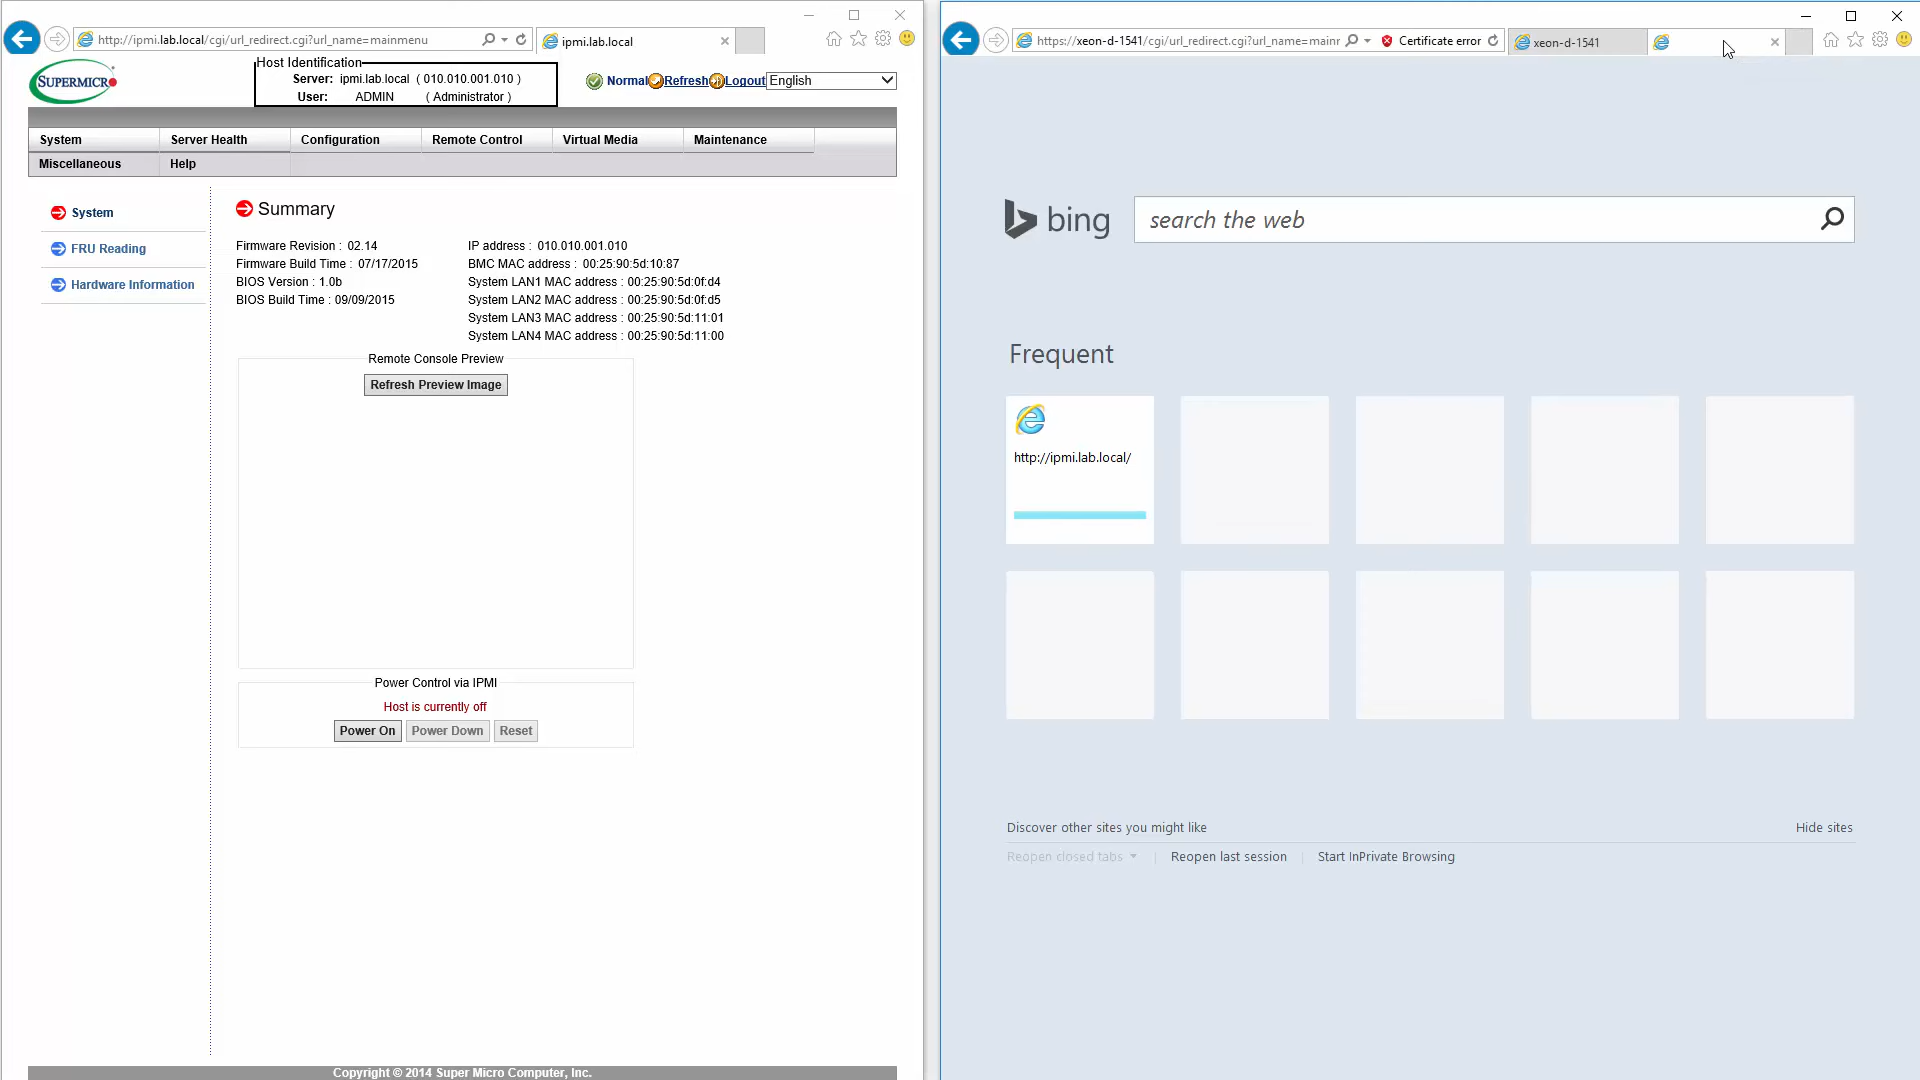 http://ipmi.lab.local/cgi/url_redirect.cgi?url_name=mainmenu
ipmi.lab.local
SUPERMICRO
Host Identification
Server: ipmi.lab.local ( 010.010.001.010 )
User: ADMIN ( Administrator )
Normal Refresh Logout English
System Server Health Configuration Remote Control Virtual Media Maintenance
Miscellaneous Help
System
FRU Reading
Hardware Information
Summary
Firmware Revision : 02.14
Firmware Build Time : 07/17/2015
BIOS Version : 1.0b
BIOS Build Time : 09/09/2015
IP address : 010.010.001.010
BMC MAC address : 00:25:90:5d:10:87
System LAN1 MAC address : 00:25:90:5d:0f:d4
System LAN2 MAC address : 00:25:90:5d:0f:d5
System LAN3 MAC address : 00:25:90:5d:11:01
System LAN4 MAC address : 00:25:90:5d:11:00
Remote Console Preview
Refresh Preview Image
Power Control via IPMI
Host is currently off
Power On Power Down Reset
Copyright © 2014 Super Micro Computer, Inc.
https://xeon-d-1541/cgi/url_redirect.cgi?url_name=mainr
Certificate error
xeon-d-1541
bing
search the web
Frequent
http://ipmi.lab.local/
Discover other sites you might like
Hide sites
Reopen closed tabs
Reopen last session
Start InPrivate Browsing